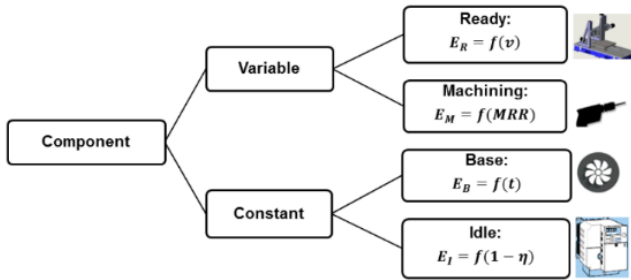 Component
Variable
Constant
Ready:
E_R = f(v)
Machining:
E_M = f(MRR)
Base:
E_B = f(t)
Idle:
E_I = f(1 − η)